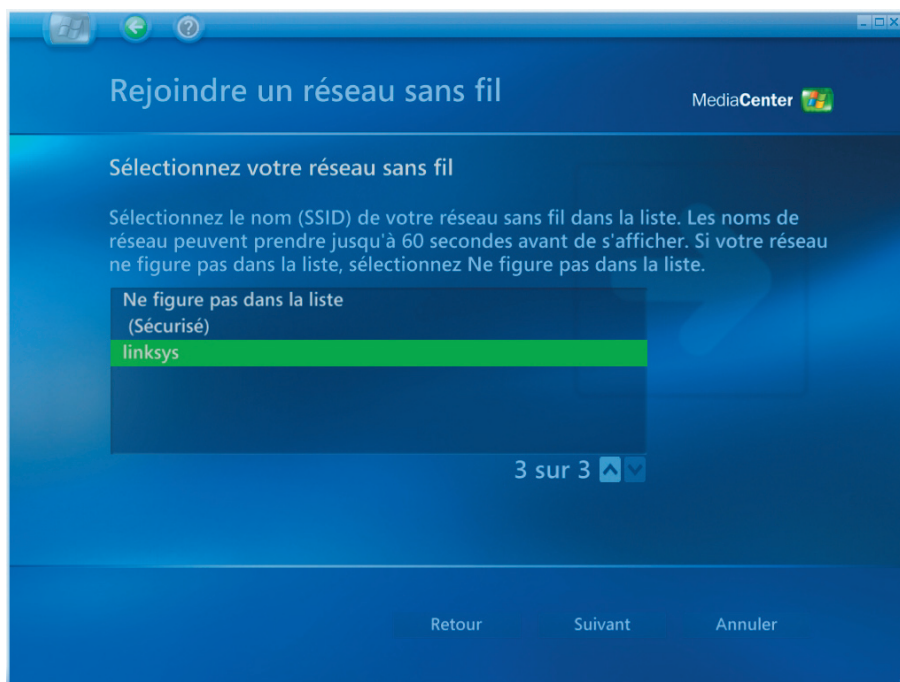 Rejoindre un réseau sans fil
MediaCenter
Sélectionnez votre réseau sans fil
Sélectionnez le nom (SSID) de votre réseau sans fil dans la liste. Les noms de
réseau peuvent prendre jusqu'à 60 secondes avant de s'afficher. Si votre réseau
ne figure pas dans la liste, sélectionnez Ne figure pas dans la liste.
Ne figure pas dans la liste
(Sécurisé)
linksys
3 sur 3
Retour Suivant Annuler